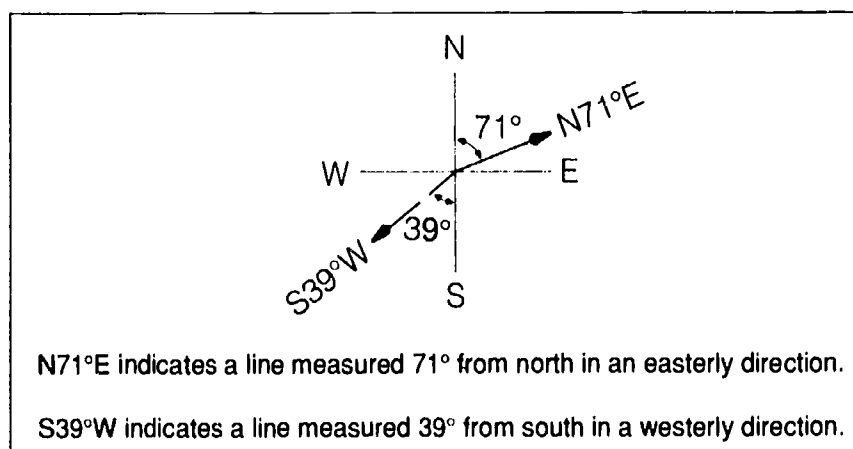 N
71°
N71°E
W
E
39°
S39°W
S
N71°E indicates a line measured 71° from north in an easterly direction.
S39°W indicates a line measured 39° from south in a westerly direction.